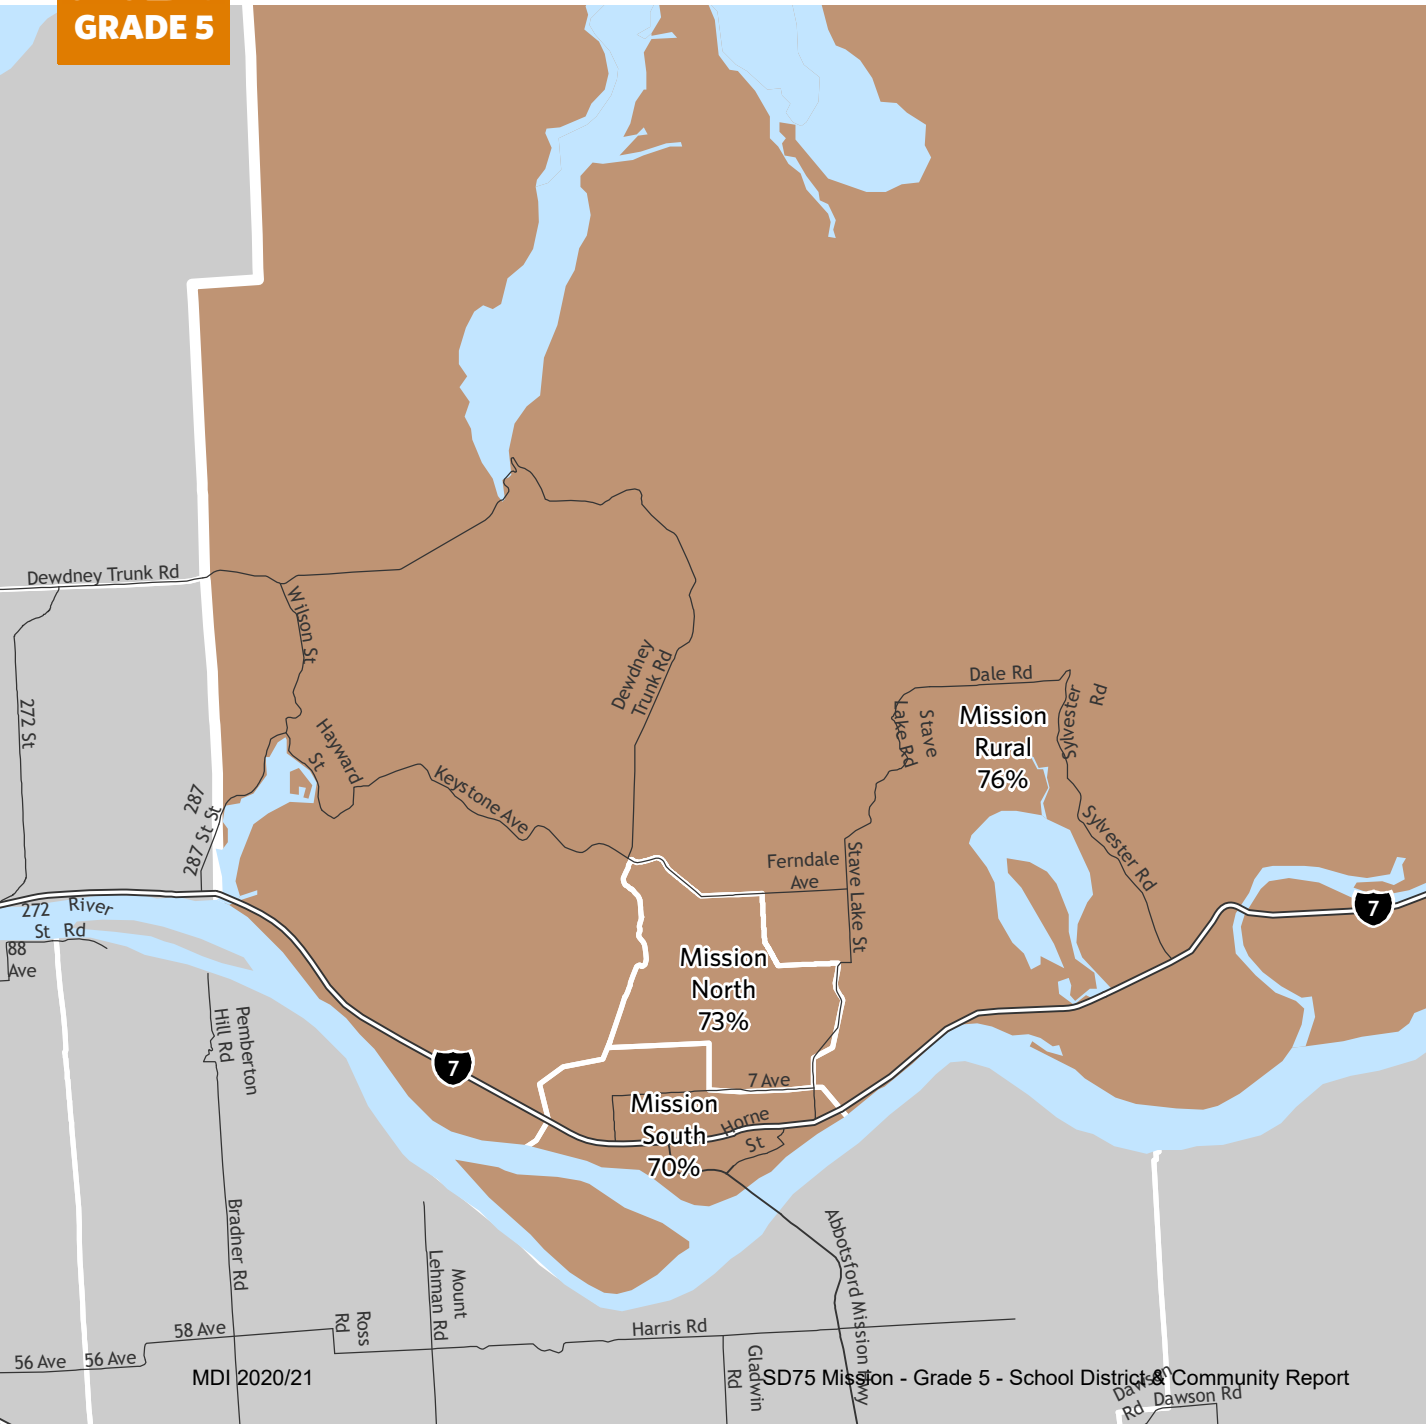 GRADE 5
Dewdney Trunk Rd
Wilson St
272 St
Dewdney
Trunk Rd
Dale Rd
Sylvester
Rd
Stave
Lake Rd
Mission
Rural
76%
Hayward
St
Keystone Ave
287
287 St St
Sylvester Rd
Ferndale
Ave
Stave Lake St
272
St
River
Rd
7
88
Ave
Mission
North
73%
Pemberton
Hill Rd
7
7 Ave
Mission
South
70%
Horne
St
Bradner Rd
Mount
Lehman Rd
Abbotsford Mission Hwy
58 Ave
Ross
Rd
Harris Rd
56 Ave
56 Ave
Gladwin
Rd
Dawson
Rd
Dawson Rd
MDI 2020/21
SD75 Mission - Grade 5 - School District & Community Report